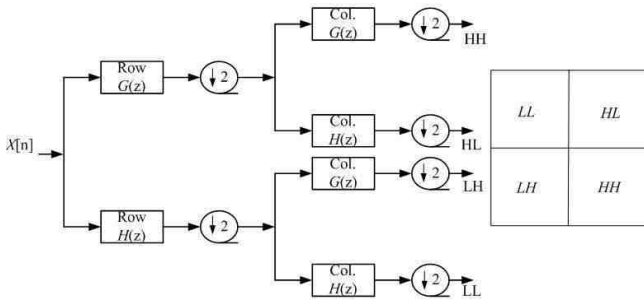 Col.
G(z)
↓ 2
HH
Row
G(z)
↓ 2
Col.
H(z)
↓ 2
HL
X[n]
Col.
G(z)
↓ 2
LH
Row
H(z)
↓ 2
Col.
H(z)
↓ 2
LL
LL HL
LH HH